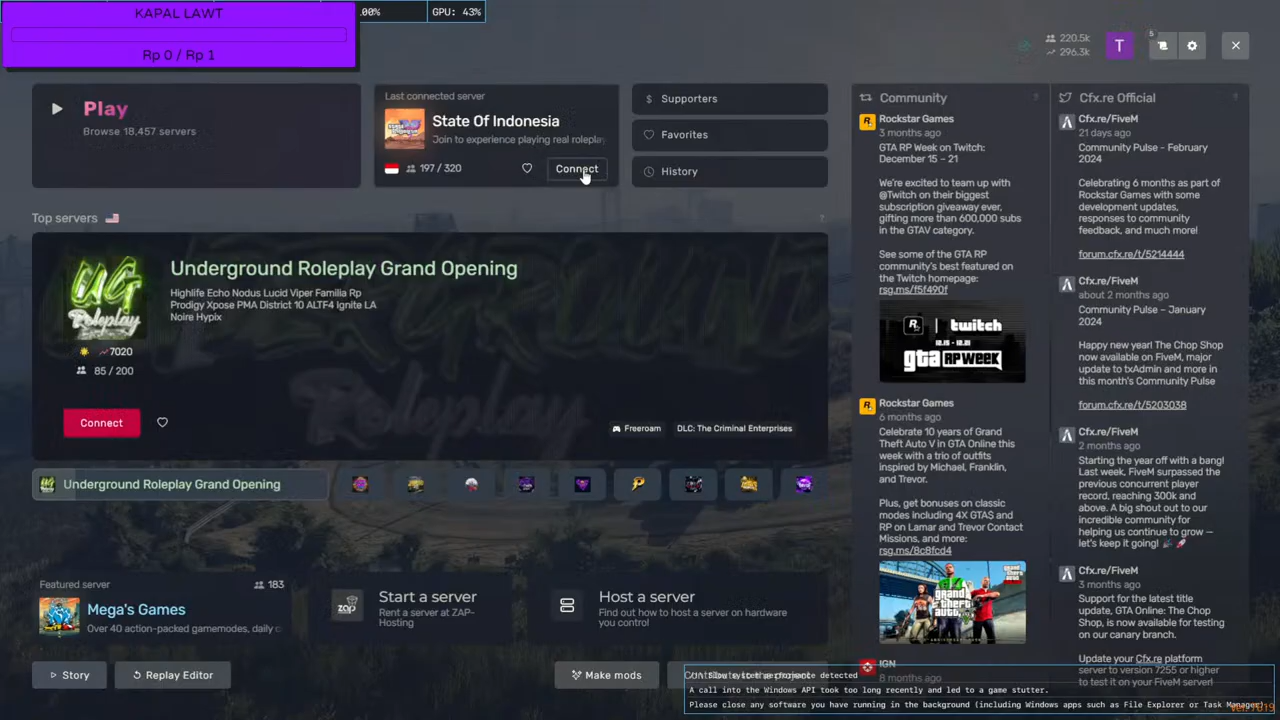 KAPAL LAWT
Rp 0 / Rp 1
.00%
GPU: 43%
220.5k
296.3k
T
5
Play
Browse 18,457 servers
Last connected server
State Of Indonesia
Join to experience playing real rolepla
197 / 320
Connect
Supporters
Favorites
History
Top servers
?
UG
Roleplay
7020
85 / 200
Underground Roleplay Grand Opening
Highlife Echo Nodus Lucid Viper Familia Rp
Prodigy Xpose PMA District 10 ALTF4 Ignite LA
Noire Hypix
Connect
Freeroam
DLC: The Criminal Enterprises
Underground Roleplay Grand Opening
Featured server
183
Mega's Games
Over 40 action-packed gamemodes, daily c
ZAP
Start a server
Rent a server at ZAP-
Hosting
Host a server
Find out how to host a server on hardware
you control
Story
Replay Editor
Make mods
Community
?
Rockstar Games
3 months ago
GTA RP Week on Twitch:
December 15 – 21
We're excited to team up with
@Twitch on their biggest
subscription giveaway ever,
gifting more than 600,000 subs
in the GTAV category.
See some of the GTA RP
community's best featured on
the Twitch homepage:
rsg.ms/f5f490f
R twitch
12.15 - 12.21
gta RP WEEK
Rockstar Games
6 months ago
Celebrate 10 years of Grand
Theft Auto V in GTA Online this
week with a trio of outfits
inspired by Michael, Franklin,
and Trevor.
Plus, get bonuses on classic
modes including 4X GTA$ and
RP on Lamar and Trevor Contact
Missions, and more:
rsg.ms/8c8fcd4
grand theft auto
IGN
8 months ago
Cfx.re Official
?
Cfx.re/FiveM
21 days ago
Community Pulse – February
2024
Celebrating 6 months as part of
Rockstar Games with some
development updates,
responses to community
feedback, and much more!
forum.cfx.re/t/5214444
Cfx.re/FiveM
about 2 months ago
Community Pulse – January
2024
Happy new year! The Chop Shop
now available on FiveM, major
update to txAdmin and more in
this month's Community Pulse
forum.cfx.re/t/5203038
Cfx.re/FiveM
2 months ago
Starting the year off with a bang!
Last week, FiveM surpassed the
previous concurrent player
record, reaching 300k and
above. A big shout out to our
incredible community for
helping us continue to grow —
let's keep it going! 🎉 🚀
Cfx.re/FiveM
3 months ago
Support for the latest title
update, GTA Online: The Chop
Shop, is now available for testing
on our canary branch.
Update your Cfx.re platform
server to version 7255 or higher
to test it on your FiveM server!
Slow system performance detected
A call into the Windows API took too long recently and led to a game stutter.
Please close any software you have running in the background (including Windows apps such as File Explorer or Task Manager)